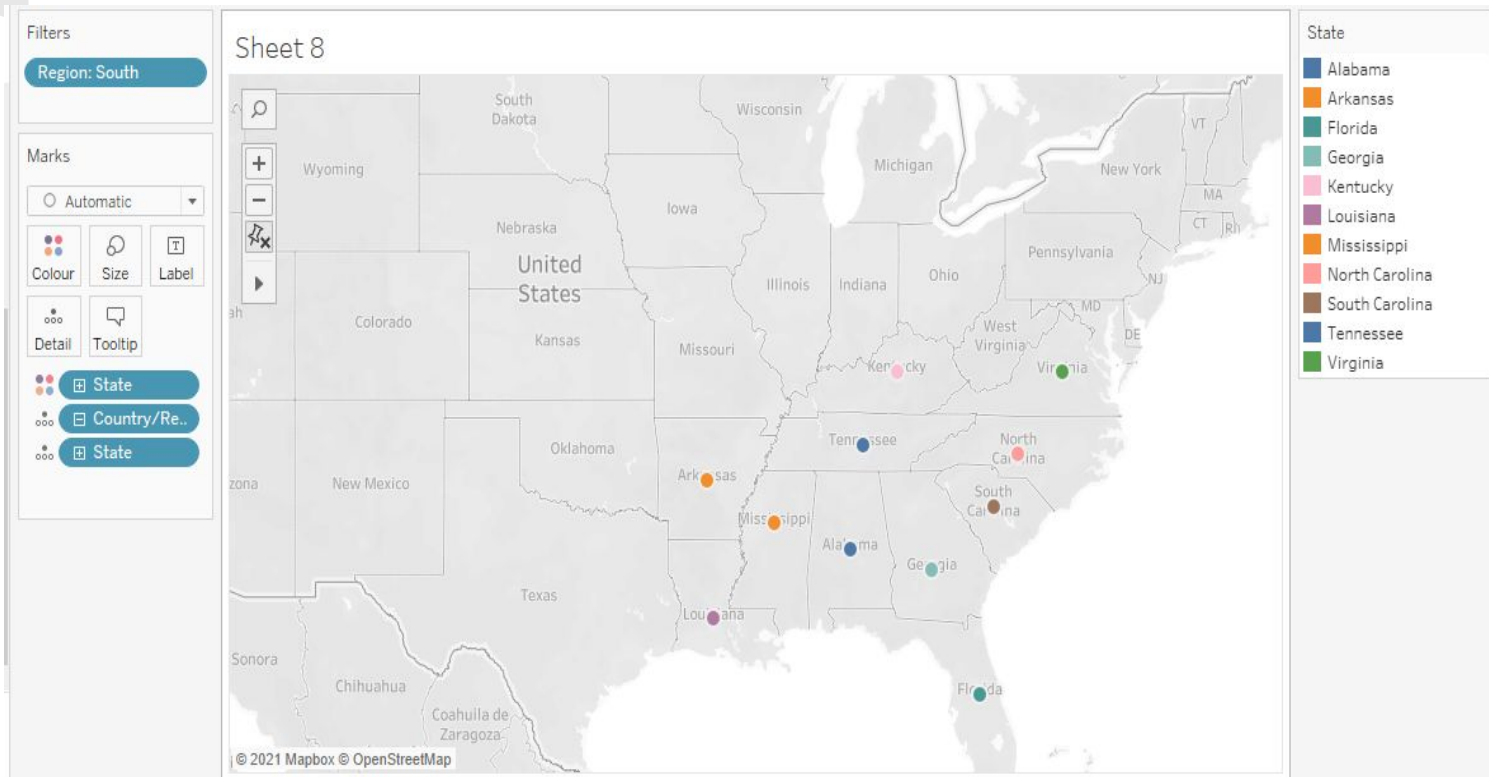 Filters
Region: South
Marks
Automatic
Colour
Size
Label
Detail
Tooltip
State
Country/Re..
State
Sheet 8
South
Dakota
Wisconsin
Michigan
VT
New York
Wyoming
MA
Iowa
CT
RI
Nebraska
Pennsylvania
United
States
Illinois
Indiana
Ohio
NJ
ah
MD
Colorado
Kansas
Missouri
West
Virginia
DE
Kentucky
Virginia
Tennessee
North
Carolina
Oklahoma
Arkansas
zona
New Mexico
South
Carolina
Mississippi
Alabama
Georgia
Texas
Louisiana
Sonora
Chihuahua
Florida
Coahuila de
Zaragoza
© 2021 Mapbox © OpenStreetMap
State
Alabama
Arkansas
Florida
Georgia
Kentucky
Louisiana
Mississippi
North Carolina
South Carolina
Tennessee
Virginia